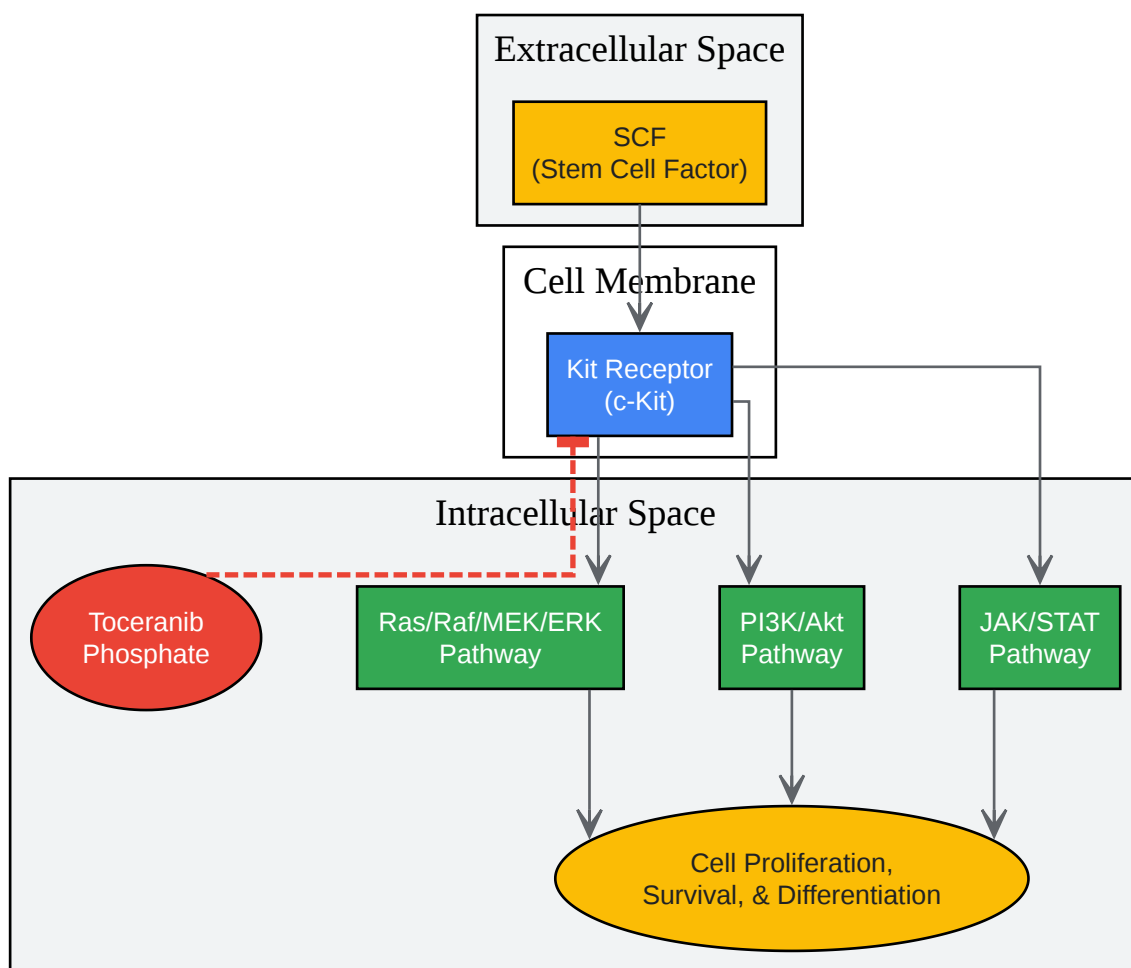 Extracellular Space
SCF
(Stem Cell Factor)
Cell Membrane
Kit Receptor
(c-Kit)
Intracellular Space
Toceranib
Phosphate
Ras/Raf/MEK/ERK
Pathway
PI3K/Akt
Pathway
JAK/STAT
Pathway
Cell Proliferation,
Survival, & Differentiation